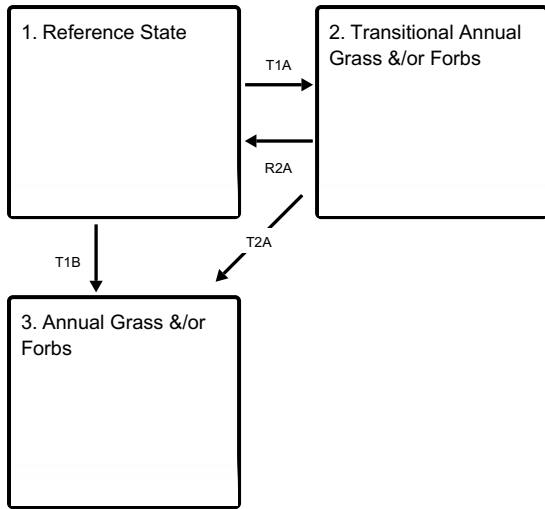 1. Reference State
2. Transitional Annual
Grass &/or Forbs
T1A
R2A
T2A
T1B
3. Annual Grass &/or
Forbs